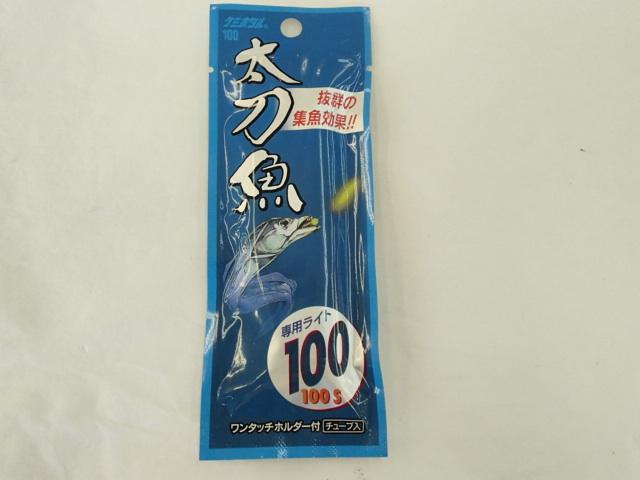 ケミホタル®
100
太刀魚
抜群の
集魚効果!!
専用ライト
100
100S
ワンタッチホルダー付 チューブ入